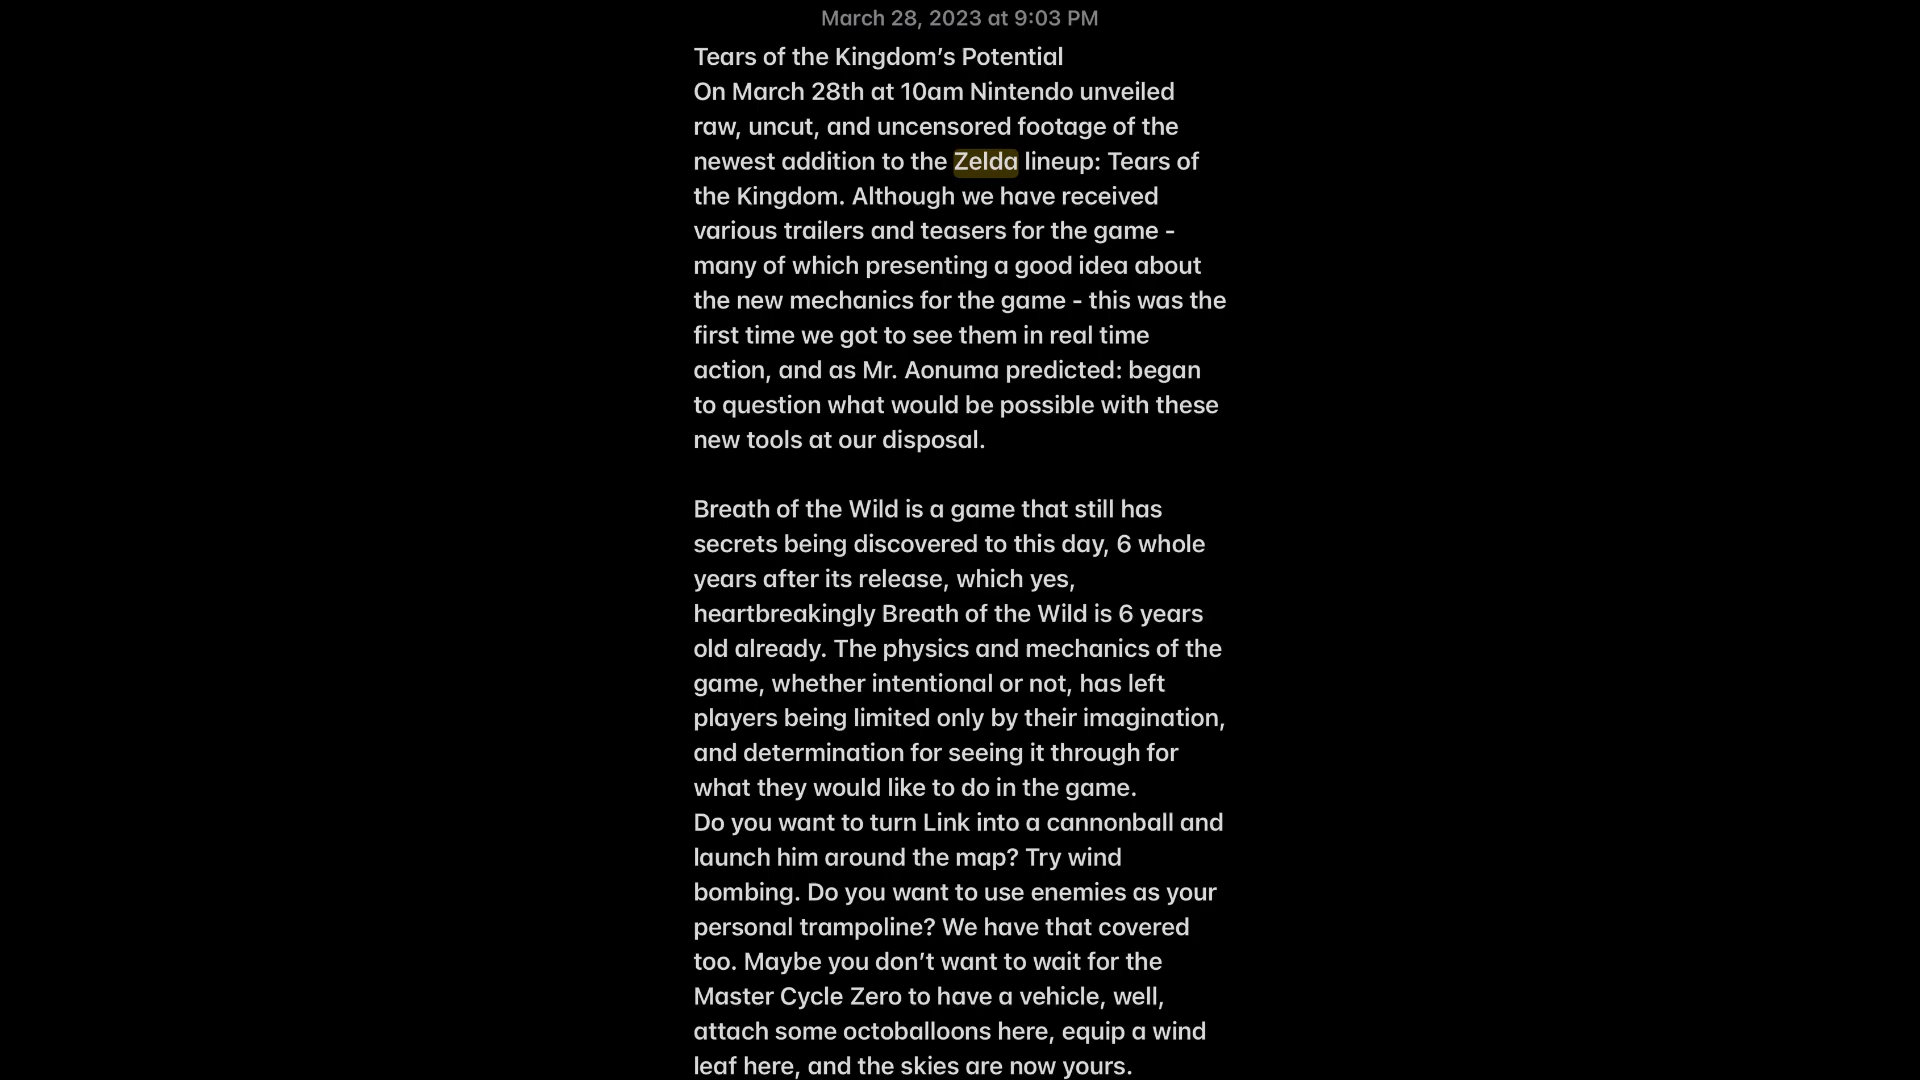 March 28, 2023 at 9:03 PM
Tears of the Kingdom’s Potential
On March 28th at 10am Nintendo unveiled
raw, uncut, and uncensored footage of the
newest addition to the Zelda lineup: Tears of
the Kingdom. Although we have received
various trailers and teasers for the game -
many of which presenting a good idea about
the new mechanics for the game - this was the
first time we got to see them in real time
action, and as Mr. Aonuma predicted: began
to question what would be possible with these
new tools at our disposal.
Breath of the Wild is a game that still has
secrets being discovered to this day, 6 whole
years after its release, which yes,
heartbreakingly Breath of the Wild is 6 years
old already. The physics and mechanics of the
game, whether intentional or not, has left
players being limited only by their imagination,
and determination for seeing it through for
what they would like to do in the game.
Do you want to turn Link into a cannonball and
launch him around the map? Try wind
bombing. Do you want to use enemies as your
personal trampoline? We have that covered
too. Maybe you don’t want to wait for the
Master Cycle Zero to have a vehicle, well,
attach some octoballoons here, equip a wind
leaf here, and the skies are now yours.